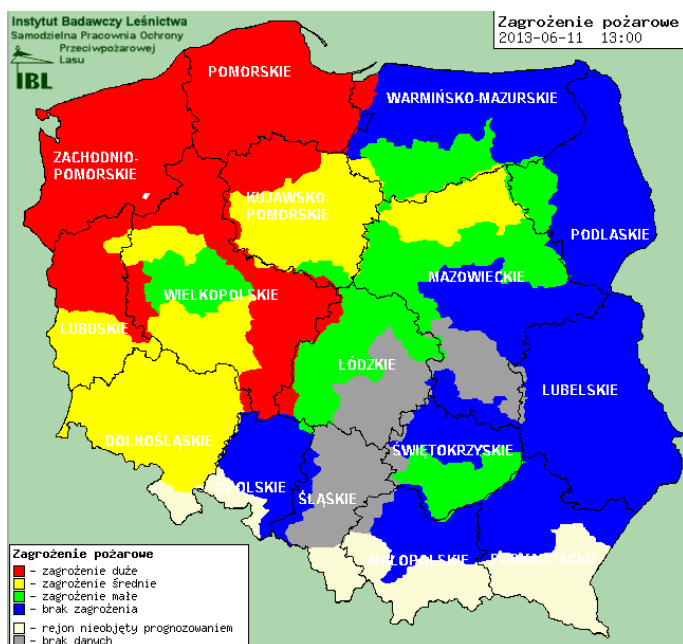 Instytut Badawczy Leśnictwa
Samodzielna Pracownia Ochrony
Przeciwpożarowej
Lasu
IBL
Zagrożenie pożarowe
2013-06-11 13:00
POMORSKIE
WARMIŃSKO-MAZURSKIE
ZACHODNIO-
POMORSKIE
KUJAWSKO-
POMORSKIE
PODLASKIE
MAZOWIECKIE
WIELKOPOLSKIE
LUBUSKIE
ŁÓDZKIE
LUBELSKIE
DOLNOŚLĄSKIE
ŚWIĘTOKRZYSKIE
OPOLSKIE
ŚLĄSKIE
MAŁOPOLSKIE
PODKARPACKIE
Zagrożenie pożarowe
– zagrożenie duże
– zagrożenie średnie
– zagrożenie małe
– brak zagrożenia
– rejon nieobjęty prognozowaniem
– brak danych